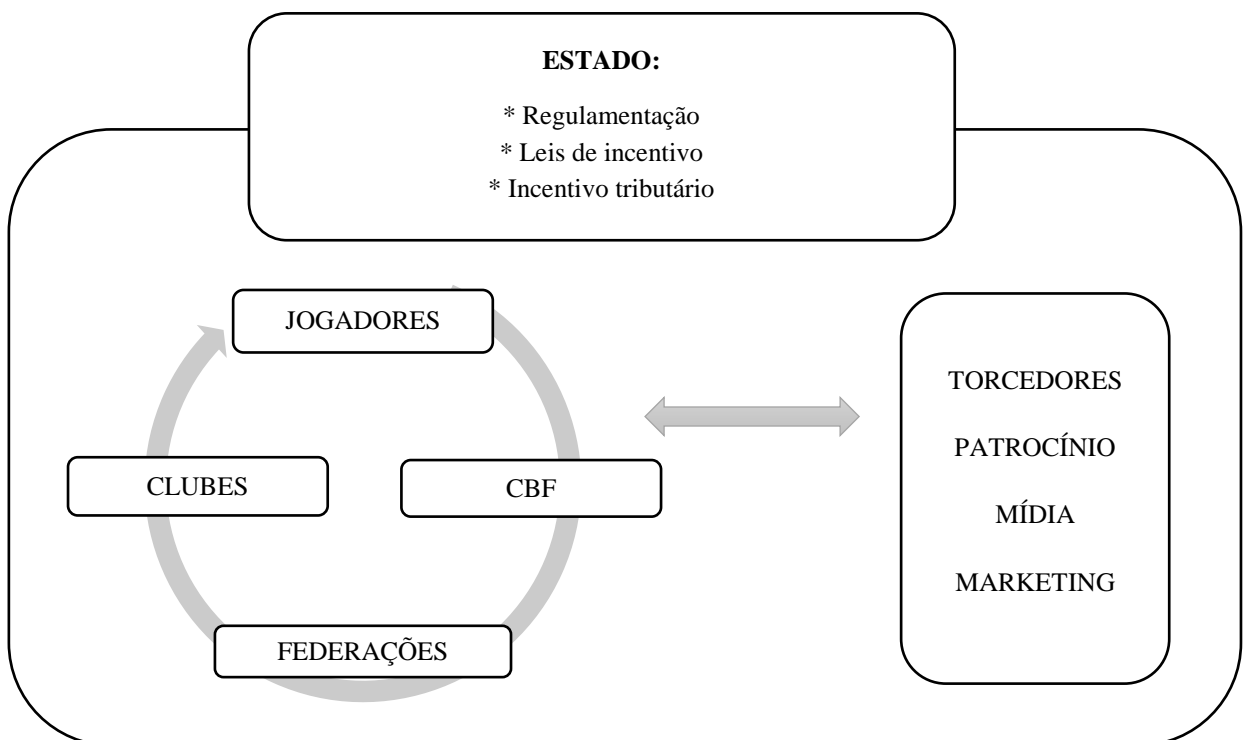 ESTADO:
* Regulamentação
* Leis de incentivo
* Incentivo tributário
JOGADORES
CLUBES
CBF
FEDERAÇÕES
TORCEDORES
PATROCÍNIO
MÍDIA
MARKETING